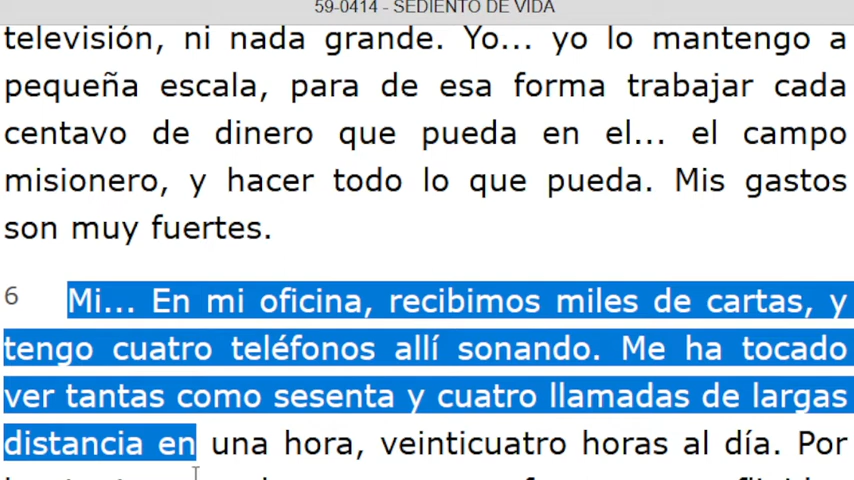 59-0414 - SEDIENTO DE VIDA
televisión, ni nada grande. Yo... yo lo mantengo a
pequeña escala, para de esa forma trabajar cada
centavo de dinero que pueda en el... el campo
misionero, y hacer todo lo que pueda. Mis gastos
son muy fuertes.
6 Mi... En mi oficina, recibimos miles de cartas, y
tengo cuatro teléfonos allí sonando. Me ha tocado
ver tantas como sesenta y cuatro llamadas de largas
distancia en una hora, veinticuatro horas al día. Por